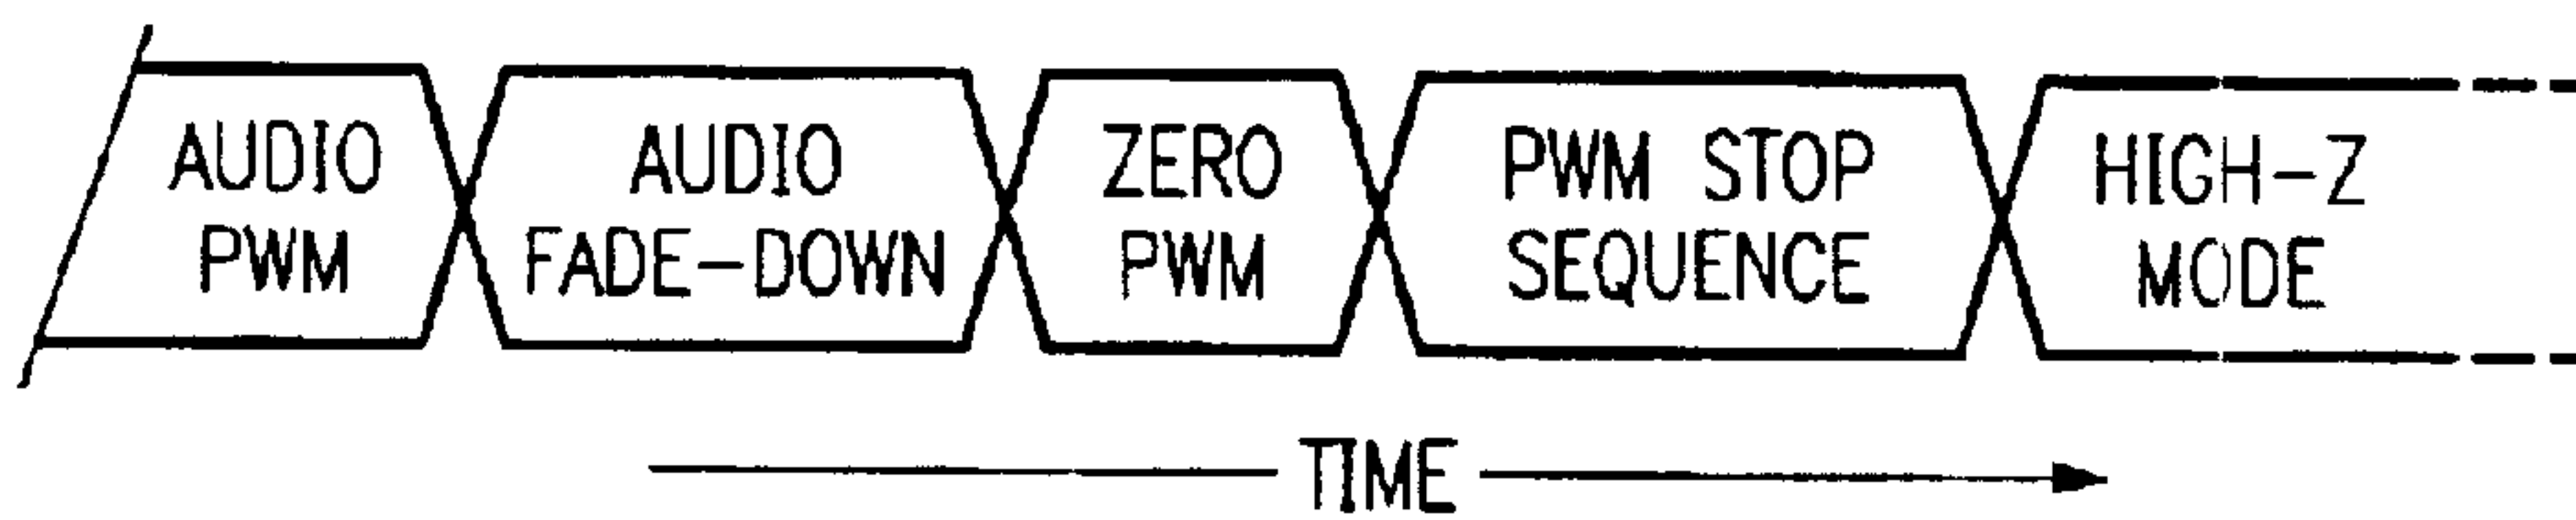 AUDIO
PWM
AUDIO
FADE-DOWN
ZERO
PWM
PWM STOP
SEQUENCE
HIGH-Z
MODE
TIME